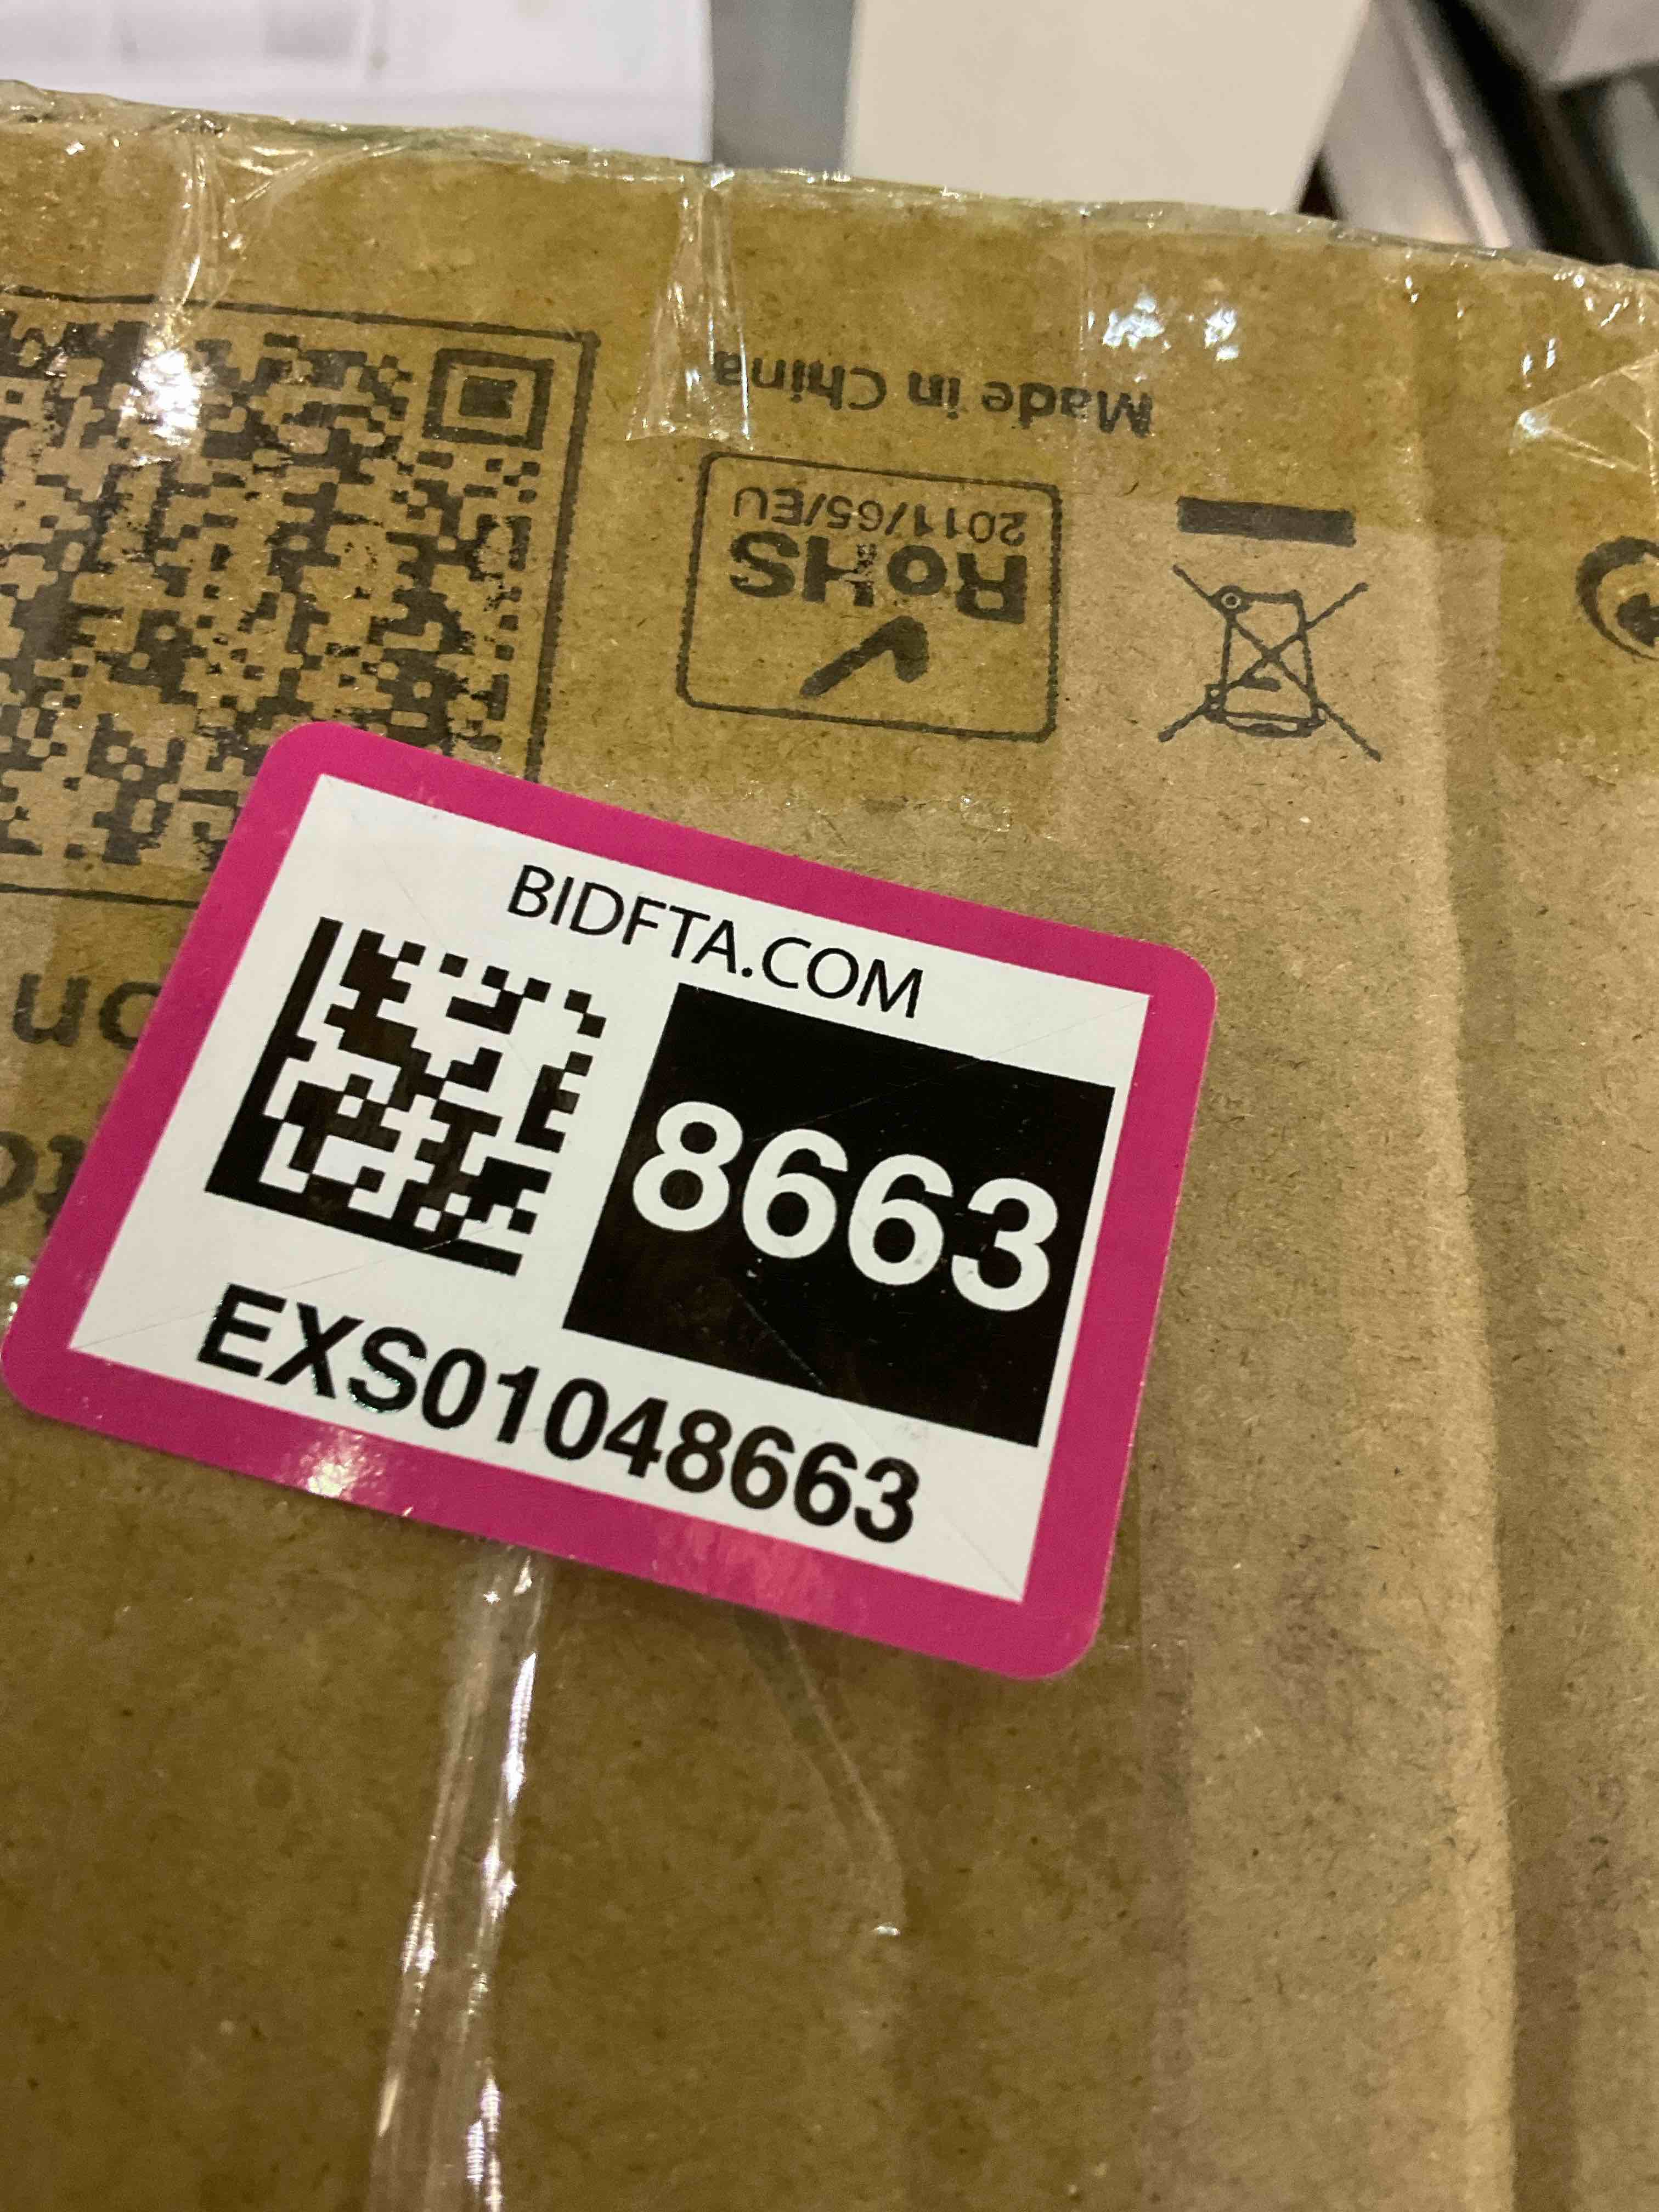 Made in China
RoHS
2011/65/EU
BIDFTA.COM
8663
EXS01048663